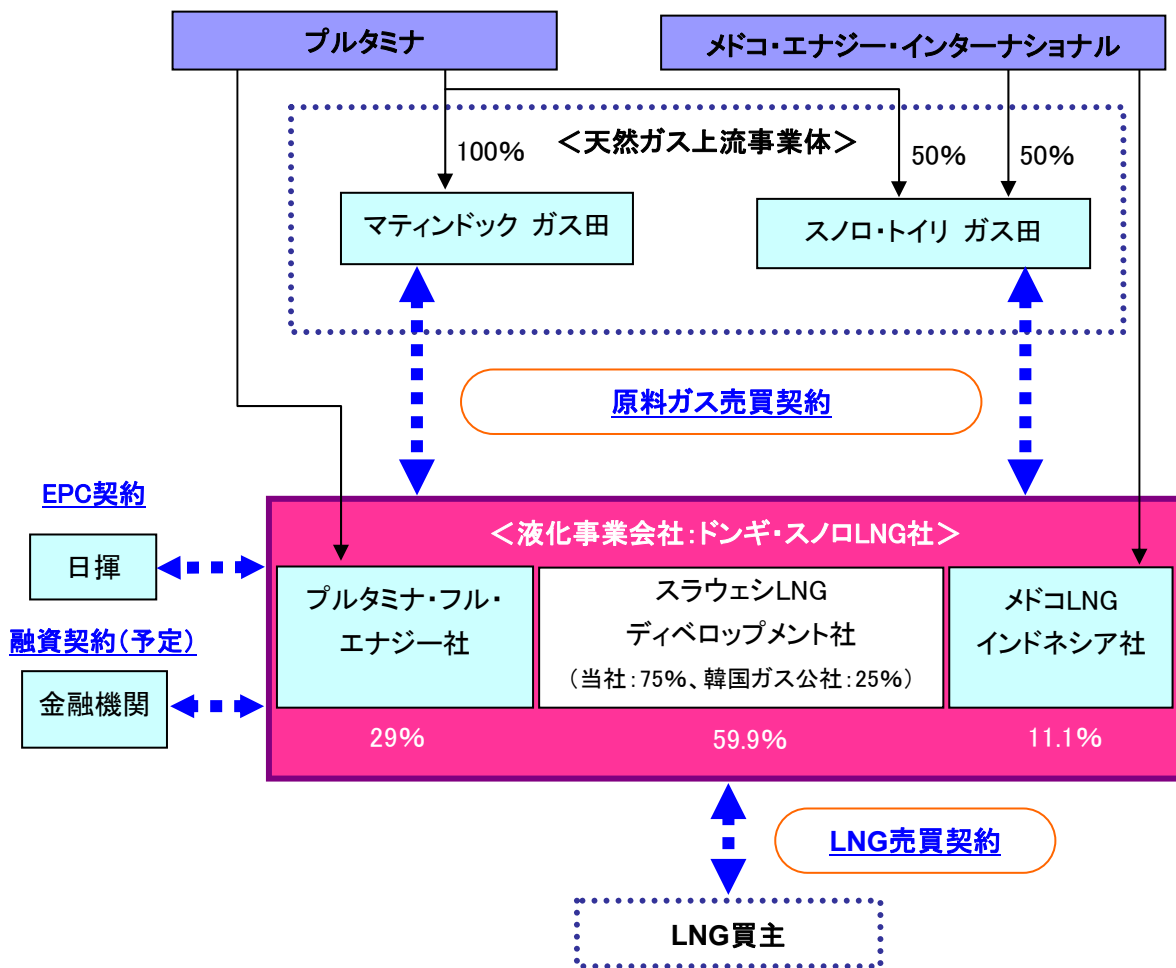 プルタミナ
メドコ・エナジー・インターナショナル
＜天然ガス上流事業体＞
100%
50%
50%
マティンドック ガス田
スノロ・トイリ ガス田
原料ガス売買契約
EPC契約
日揮
融資契約(予定)
金融機関
＜液化事業会社：ドンギ・スノロLNG社＞
プルタミナ・フル・
エナジー社
スラウェシLNG
ディベロップメント社
(当社：75%、韓国ガス公社：25%)
メドコLNG
インドネシア社
29%
59.9%
11.1%
LNG売買契約
LNG買主